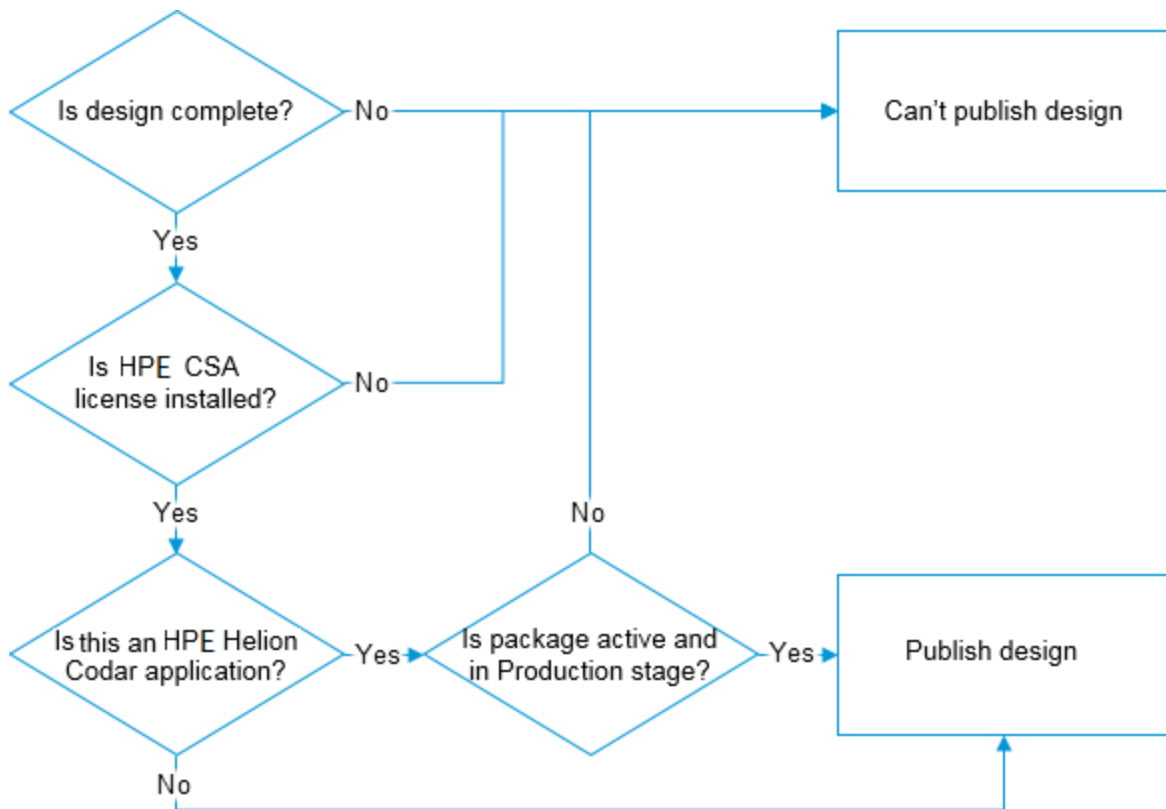 Is design complete?
No
Can't publish design
Yes
Is HPE CSA
license installed?
No
Yes
No
Is this an HPE Helion
Codar application?
Yes
Is package active and
in Production stage?
Yes
Publish design
No